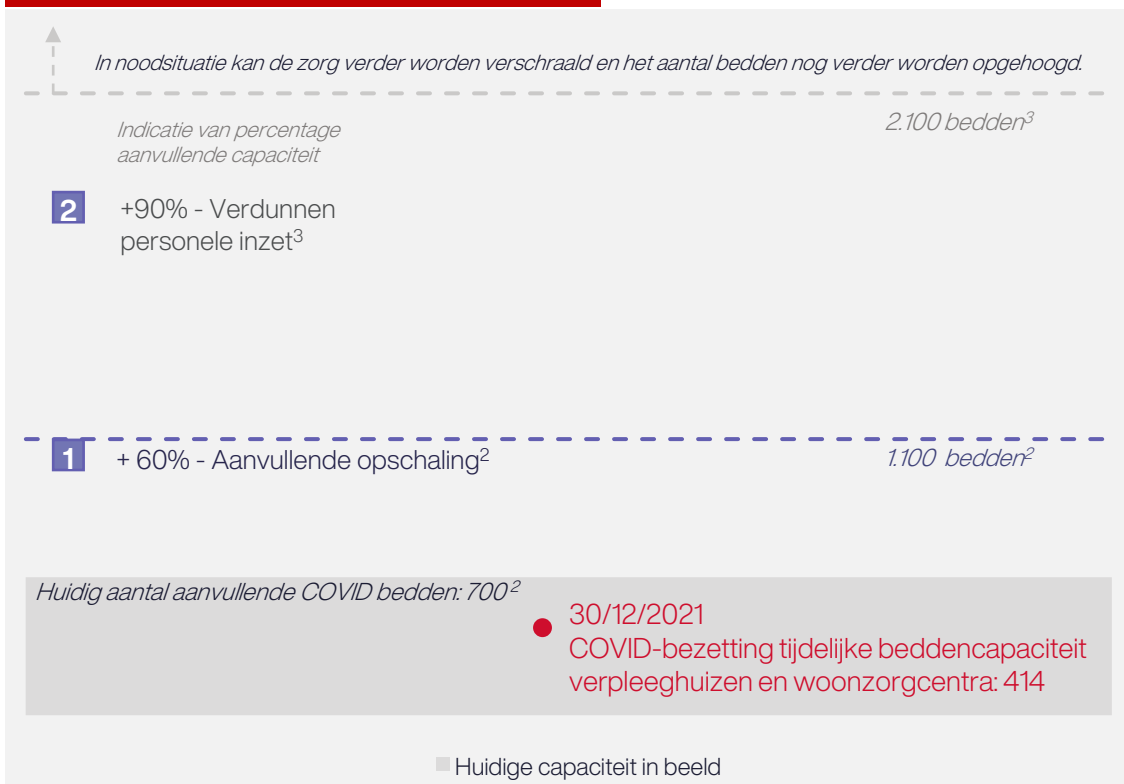 In noodsituatie kan de zorg verder worden verschraald en het aantal bedden nog verder worden opgehoogd.
Indicatie van percentage
aanvullende capaciteit
2.100 bedden³
2
+90% - Verdunnen
personele inzet³
1
+ 60% - Aanvullende opschaling²
1.100 bedden²
Huidig aantal aanvullende COVID bedden: 700²
30/12/2021
COVID-bezetting tijdelijke beddencapaciteit
verpleeghuizen en woonzorgcentra: 414
Huidige capaciteit in beeld